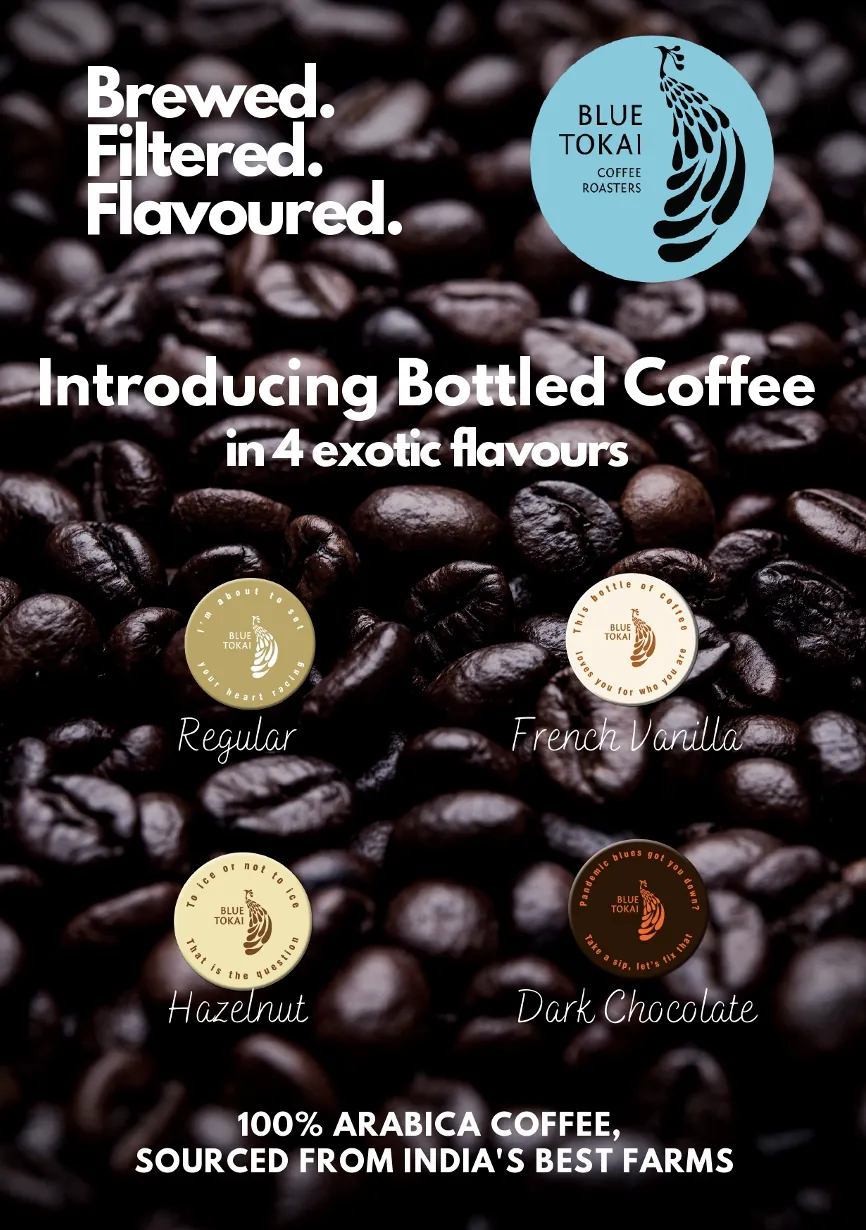 Brewed.
Filtered.
Flavoured.
BLUE
TOKAI
COFFEE
ROASTERS
Introducing Bottled Coffee
in 4 exotic flavours
I'm about to set
BLUE
TOKAI
your heart racing
Regular
This bottle of coffee
BLUE
TOKAI
loves you for who you are
French Vanilla
To ice or not to ice
BLUE
TOKAI
That is the question
Hazelnut
Pandemic blues got you down?
BLUE
TOKAI
Take a sip, let's fix that
Dark Chocolate
100% ARABICA COFFEE,
SOURCED FROM INDIA'S BEST FARMS